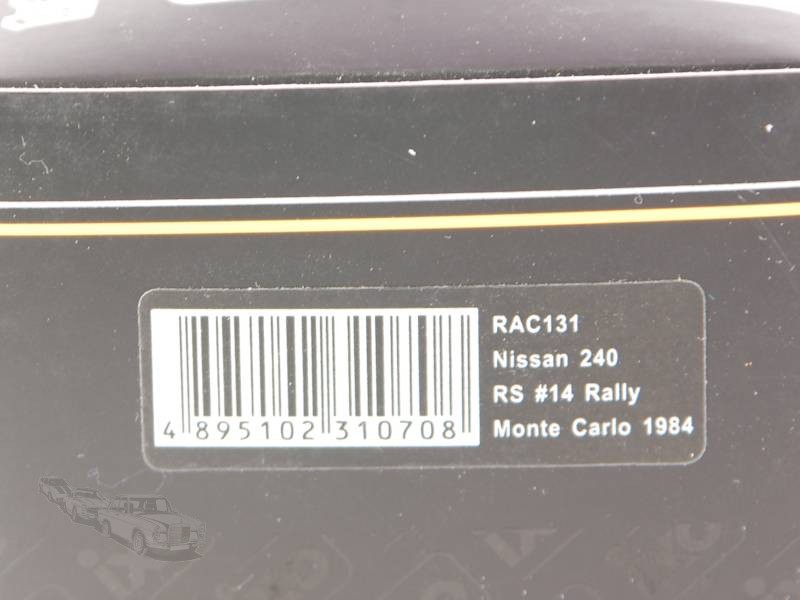 RAC131
Nissan 240
RS #14 Rally
Monte Carlo 1984
4 895102 310708